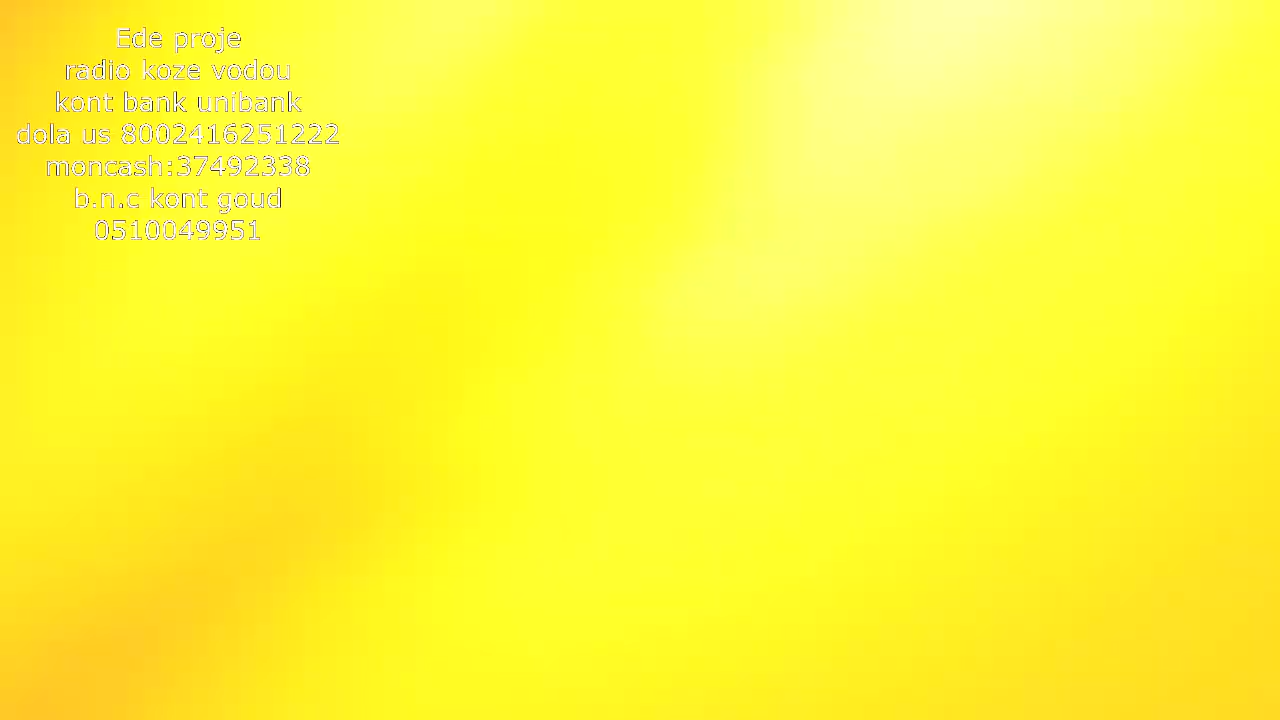 Ede proje
radio koze vodou
kont bank unibank
dola us 8002416251222
moncash:37492338
b.n.c kont goud
0510049951